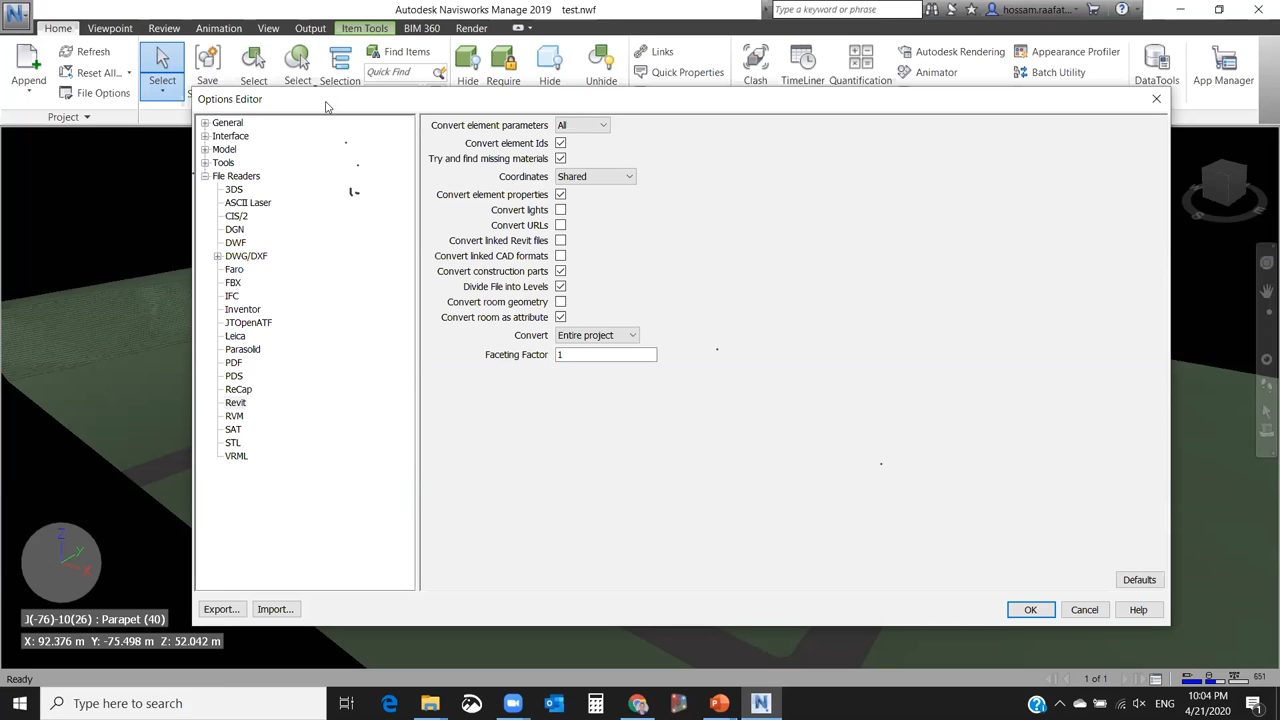 Autodesk Navisworks Manage 2019 test.nwf
Type a keyword or phrase
hossam.raafat...
Home Viewpoint Review Animation View Output Item Tools BIM 360 Render
Append
Refresh
Reset All...
File Options
Project
Select
Save
Select
Select
Selection
Find Items
Quick Find
Hide
Require
Hide
Unhide
Links
Quick Properties
Clash
TimeLiner
Quantification
Autodesk Rendering
Animator
Appearance Profiler
Batch Utility
DataTools
App Manager
Options Editor
General
Interface
Model
Tools
File Readers
3DS
ASCII Laser
CIS/2
DGN
DWF
DWG/DXF
Faro
FBX
IFC
Inventor
JTOpenATF
Leica
Parasolid
PDF
PDS
ReCap
Revit
RVM
SAT
STL
VRML
Convert element parameters All
Convert element Ids
Try and find missing materials
Coordinates Shared
Convert element properties
Convert lights
Convert URLs
Convert linked Revit files
Convert linked CAD formats
Convert construction parts
Divide File into Levels
Convert room geometry
Convert room as attribute
Convert Entire project
Faceting Factor 1
Defaults
Export... Import... OK Cancel Help
Z
Y
X
J(-76)-10(26) : Parapet (40)
X: 92.376 m Y: -75.498 m Z: 52.042 m
Ready
1 of 1
651
Type here to search
ENG
10:04 PM
4/21/2020